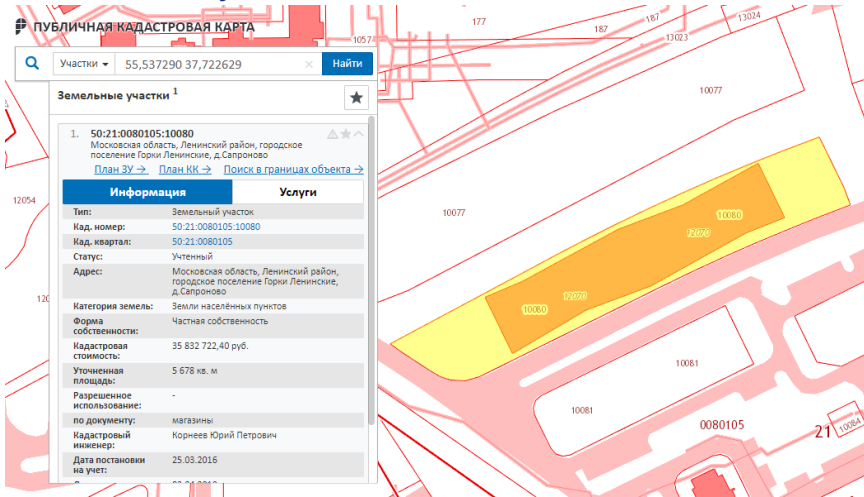 ПУБЛИЧНАЯ КАДАСТРОВАЯ КАРТА
Участки
55,537290 37,722629
×
Найти
Земельные участки 1
1. 50:21:0080105:10080
Московская область, Ленинский район, городское
поселение Горки Ленинские, д.Сапроново
План ЗУ →
План КК →
Поиск в границах объекта →
Информация
Услуги
Тип: Земельный участок
Кад. номер: 50:21:0080105:10080
Кад. квартал: 50:21:0080105
Статус: Учтенный
Адрес: Московская область, Ленинский район,
городское поселение Горки Ленинские,
д.Сапроново
Категория земель: Земли населённых пунктов
Форма
собственности: Частная собственность
Кадастровая
стоимость: 35 832 722,40 руб.
Уточненная
площадь: 5 678 кв. м
Разрешенное
использование: -
по документу: магазины
Кадастровый
инженер: Корнеев Юрий Петрович
Дата постановки
на учет: 25.03.2016
1057
177
187
187
13024
13023
10077
12054
10077
10080
12070
12070
10080
10081
10081
0080105
21
10084